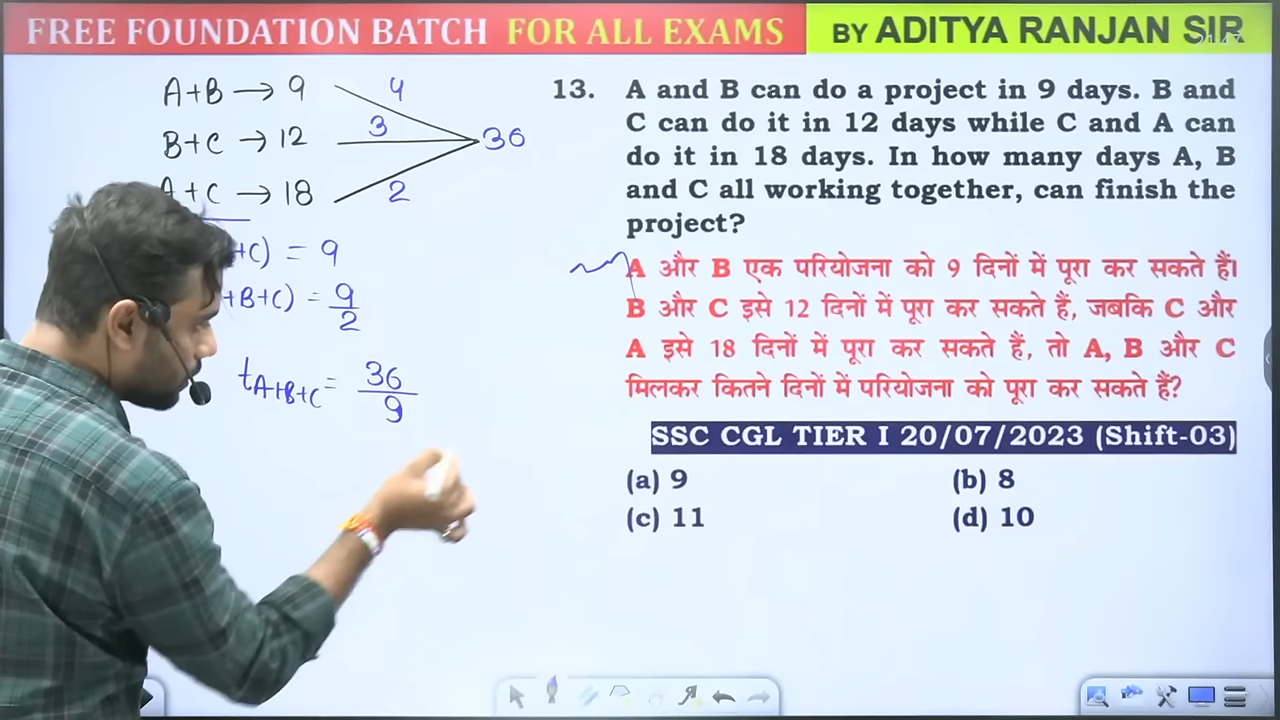 FREE FOUNDATION BATCH FOR ALL EXAMS
BY ADITYA RANJAN SIR
A+B → 9
4
B+C → 12
3
36
A+C → 18
2
+C) = 9
+B+C) = 9/2
tA+B+C = 36/9
13. A and B can do a project in 9 days. B and
C can do it in 12 days while C and A can
do it in 18 days. In how many days A, B
and C all working together, can finish the
project?
A और B एक परियोजना को 9 दिनों में पूरा कर सकते हैं।
B और C इसे 12 दिनों में पूरा कर सकते हैं, जबकि C और
A इसे 18 दिनों में पूरा कर सकते हैं, तो A, B और C
मिलकर कितने दिनों में परियोजना को पूरा कर सकते हैं?
SSC CGL TIER I 20/07/2023 (Shift-03)
(a) 9 (b) 8
(c) 11 (d) 10